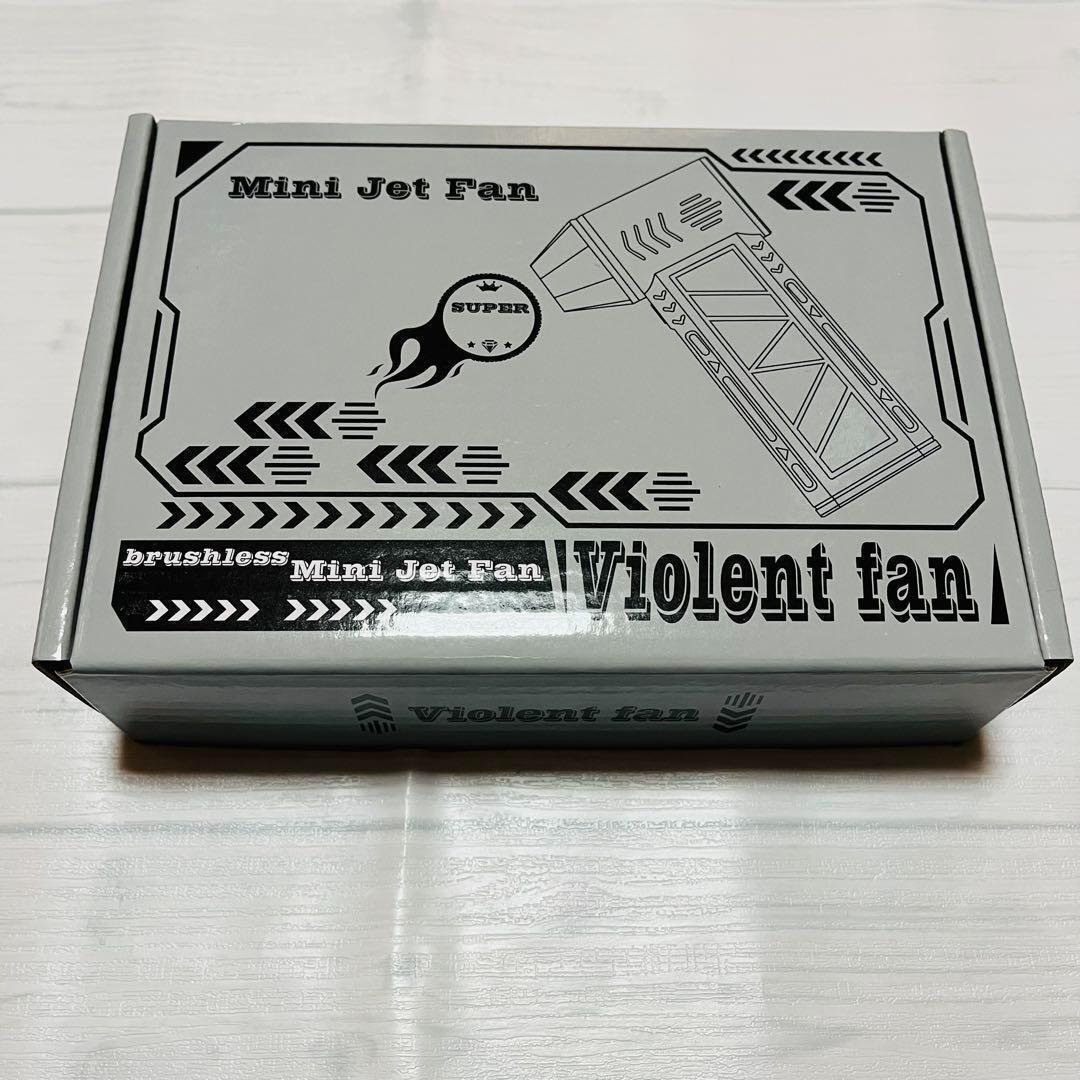 Mini Jet Fan
SUPER
brushless
Mini Jet Fan
Violent fan
Violent fan